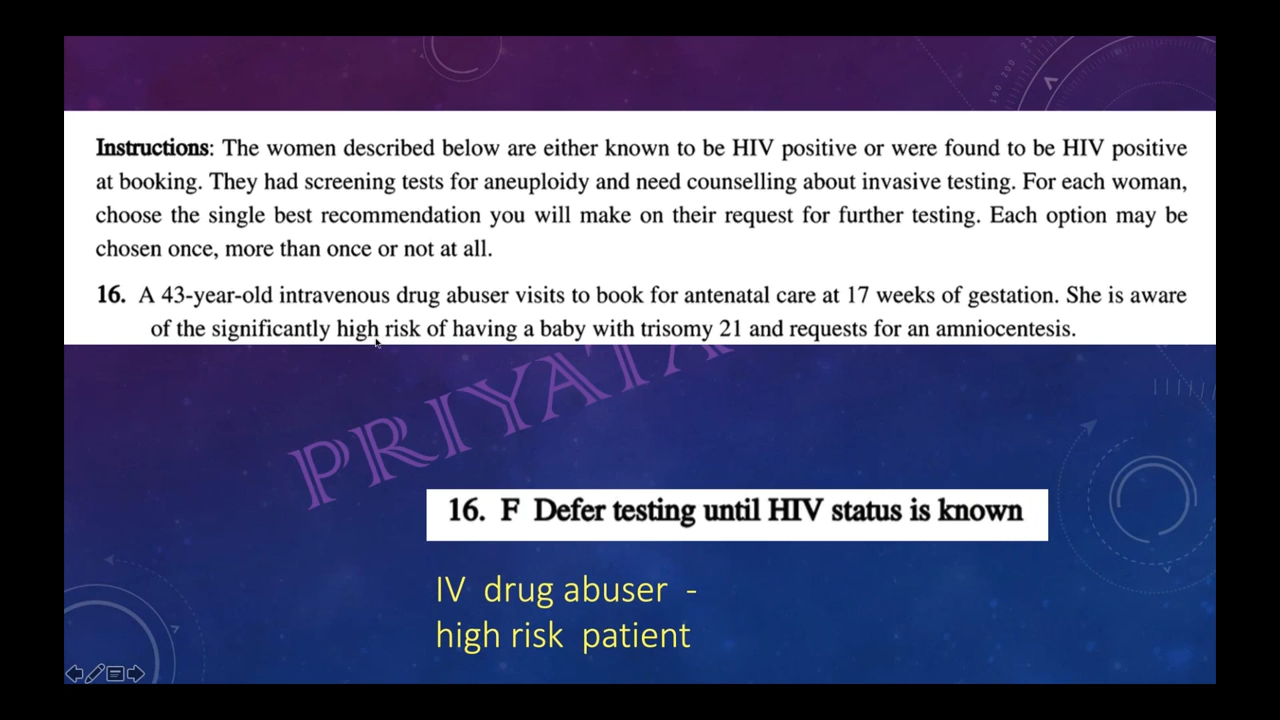 Instructions: The women described below are either known to be HIV positive or were found to be HIV positive
at booking. They had screening tests for aneuploidy and need counselling about invasive testing. For each woman,
choose the single best recommendation you will make on their request for further testing. Each option may be
chosen once, more than once or not at all.
16. A 43-year-old intravenous drug abuser visits to book for antenatal care at 17 weeks of gestation. She is aware
of the significantly high risk of having a baby with trisomy 21 and requests for an amniocentesis.
16. F Defer testing until HIV status is known
IV drug abuser -
high risk patient